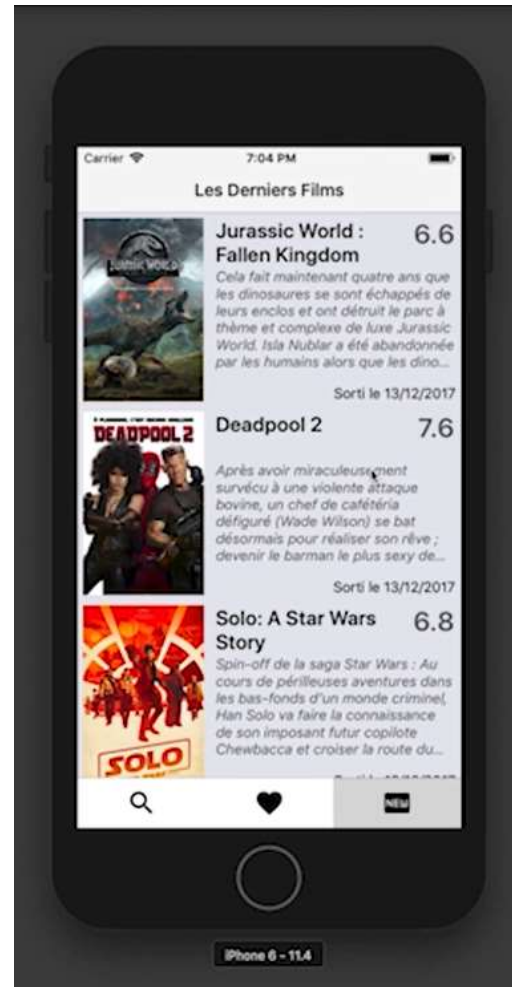 Carrier 7:04 PM
Les Derniers Films
JURASSIC WORLD
Jurassic World : 6.6
Fallen Kingdom
Cela fait maintenant quatre ans que
les dinosaures se sont échappés de
leurs enclos et ont détruit le parc à
thème et complexe de luxe Jurassic
World. Isla Nublar a été abandonnée
par les humains alors que les dino...
Sorti le 13/12/2017
DEADPOOL 2
Deadpool 2 7.6
Après avoir miraculeusement
survécu à une violente attaque
bovine, un chef de cafétéria
défiguré (Wade Wilson) se bat
désormais pour réaliser son rêve ;
devenir le barman le plus sexy de...
Sorti le 13/12/2017
Solo: A Star Wars 6.8
Story
Spin-off de la saga Star Wars : Au
cours de périlleuses aventures dans
les bas-fonds d'un monde criminel,
Han Solo va faire la connaissance
de son imposant futur copilote
Chewbacca et croiser la route du...
SOLO
NEW
iPhone 6 - 11.4